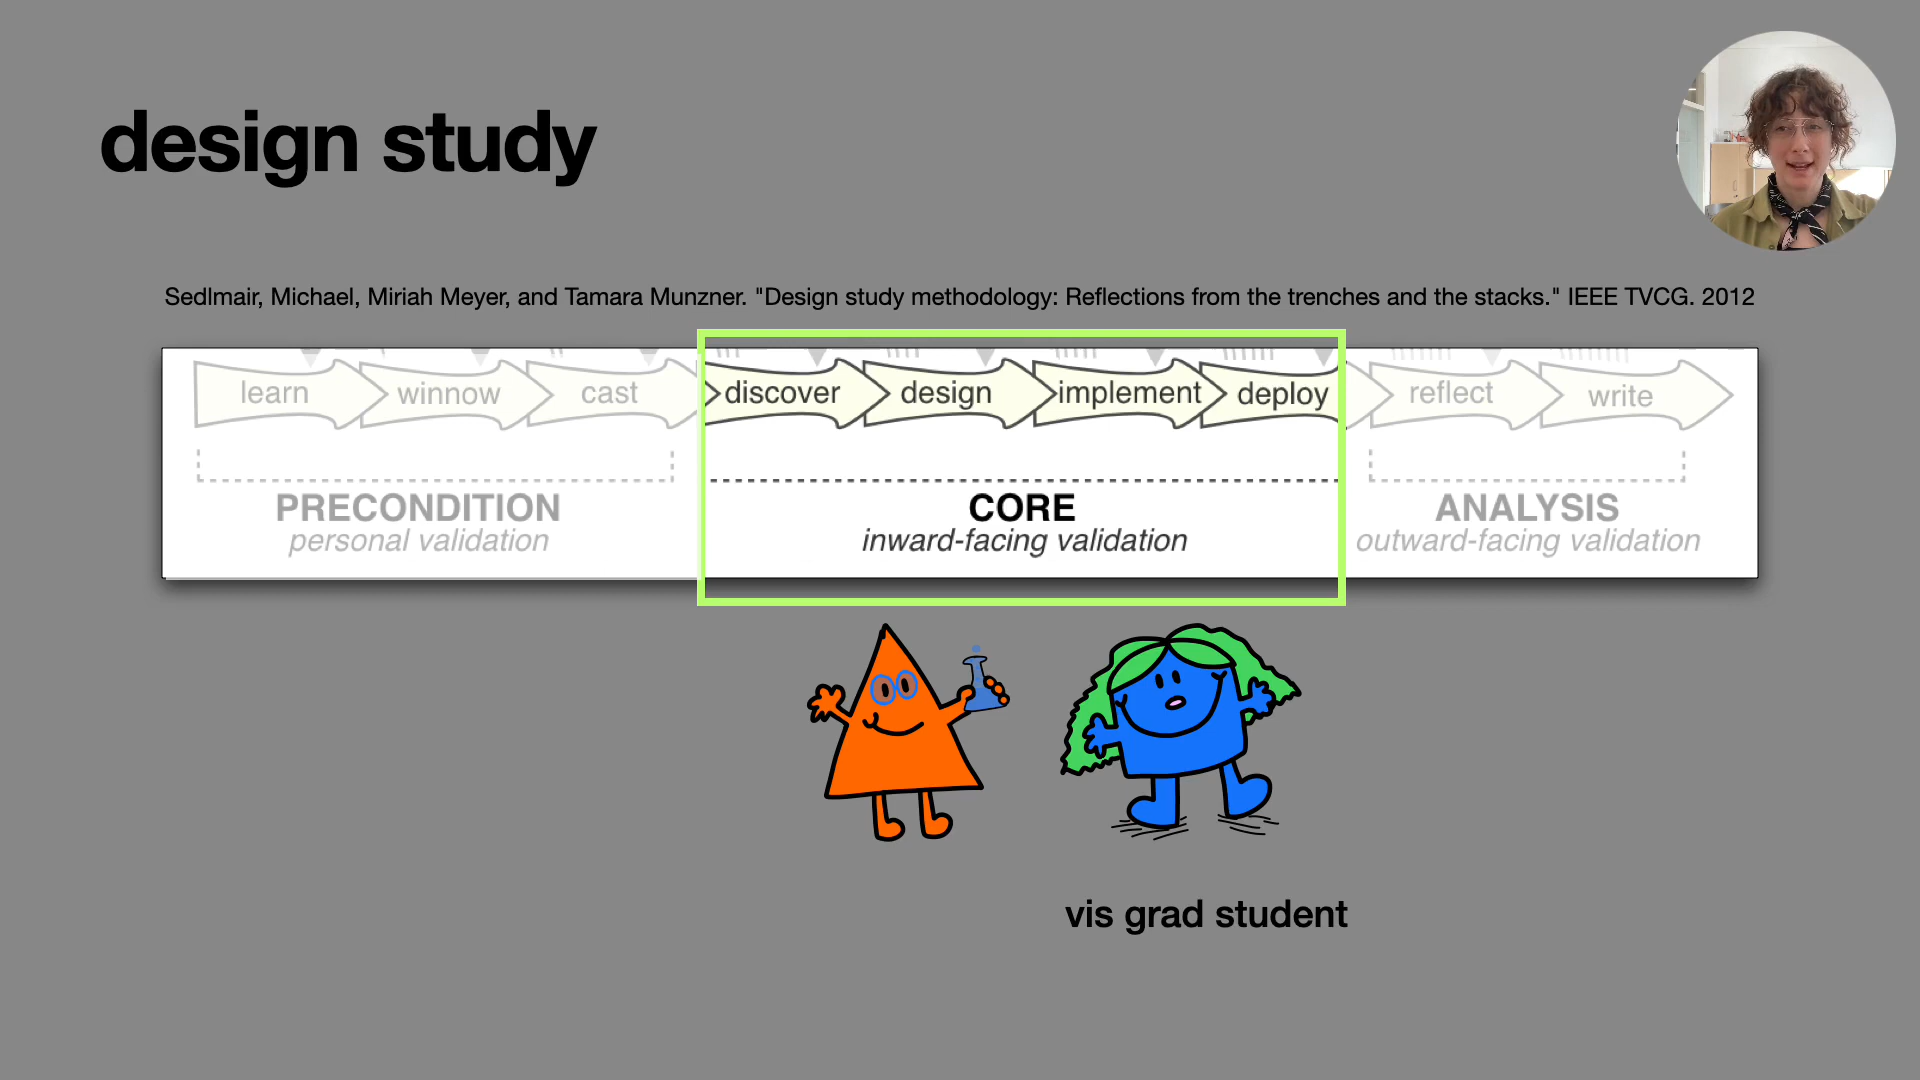 design study
Sedlmair, Michael, Miriah Meyer, and Tamara Munzner. "Design study methodology: Reflections from the trenches and the stacks." IEEE TVCG. 2012
learn winnow cast discover design implement deploy reflect write
PRECONDITION CORE ANALYSIS
personal validation inward-facing validation outward-facing validation
vis grad student